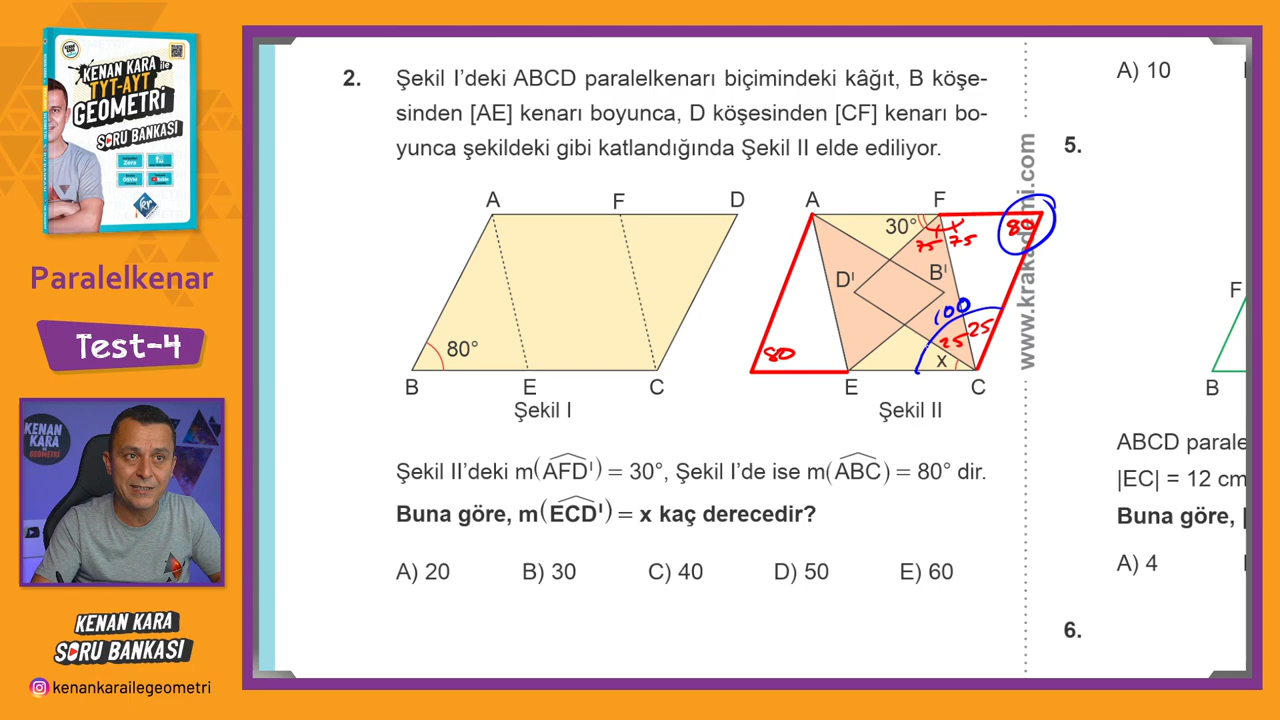 KENAN KARA ile
TYT-AYT
GEOMETRİ
SORU BANKASI
Paralelkenar
Test-4
KENAN
KARA
ile
GEOMETRİ
KENAN KARA
SORU BANKASI
kenankarailegeometri
2. Şekil I'deki ABCD paralelkenarı biçimindeki kâğıt, B köşe-
sinden [AE] kenarı boyunca, D köşesinden [CF] kenarı bo-
yunca şekildeki gibi katlandığında Şekil II elde ediliyor.
A F D
80°
B E C
Şekil I
A F
30° 75 75 80
D' B'
100
25 25
80 x
E C
Şekil II
Şekil II'deki m(AFD') = 30°, Şekil I'de ise m(ABC) = 80° dir.
Buna göre, m(ECD') = x kaç derecedir?
A) 20 B) 30 C) 40 D) 50 E) 60
www.krakademi.com
A) 10
5.
F
B
ABCD parale
|EC| = 12 cm
Buna göre, |
A) 4
6.